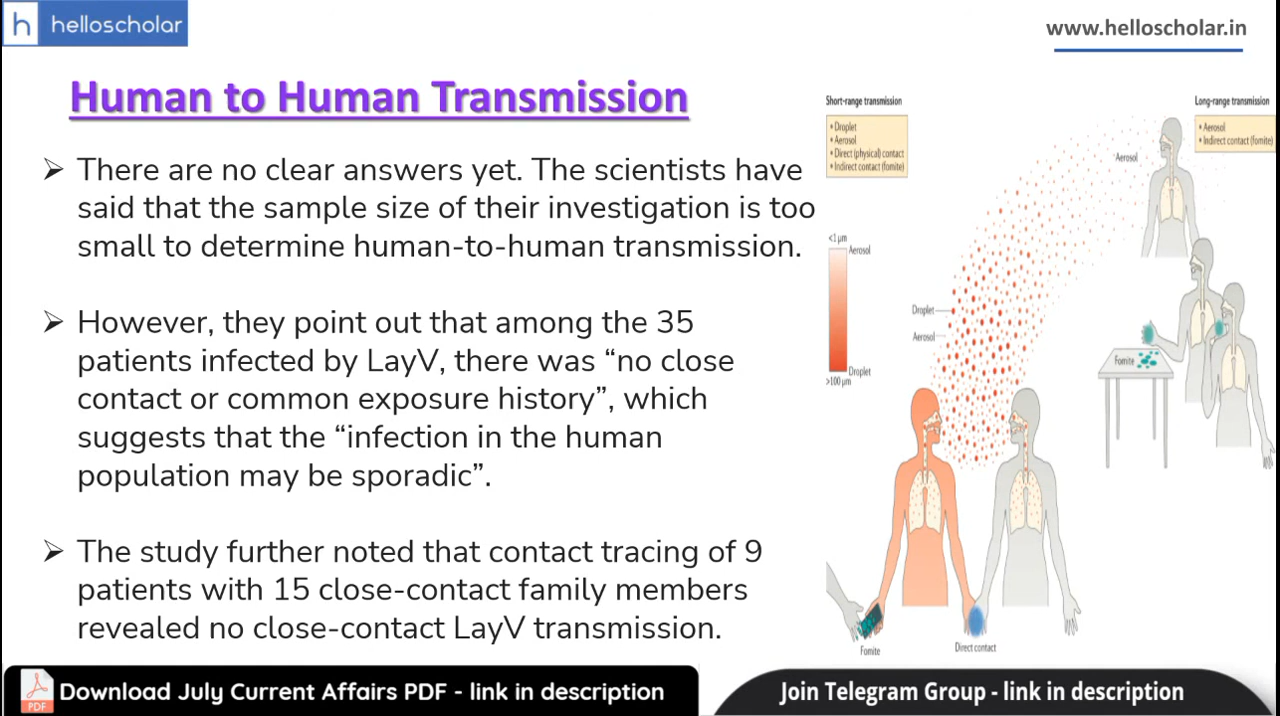 h helloscholar
www.helloscholar.in
Human to Human Transmission
➢ There are no clear answers yet. The scientists have
said that the sample size of their investigation is too
small to determine human-to-human transmission.
➢ However, they point out that among the 35
patients infected by LayV, there was “no close
contact or common exposure history”, which
suggests that the “infection in the human
population may be sporadic”.
➢ The study further noted that contact tracing of 9
patients with 15 close-contact family members
revealed no close-contact LayV transmission.
Short-range transmission
• Droplet
• Aerosol
• Direct (physical) contact
• Indirect contact (fomite)
Long-range transmission
• Aerosol
• Indirect contact (fomite)
Aerosol
<1 μm
Aerosol
Droplet
Aerosol
Droplet
>100 μm
Fomite
Fomite
Direct contact
PDF
Download July Current Affairs PDF - link in description
Join Telegram Group - link in description